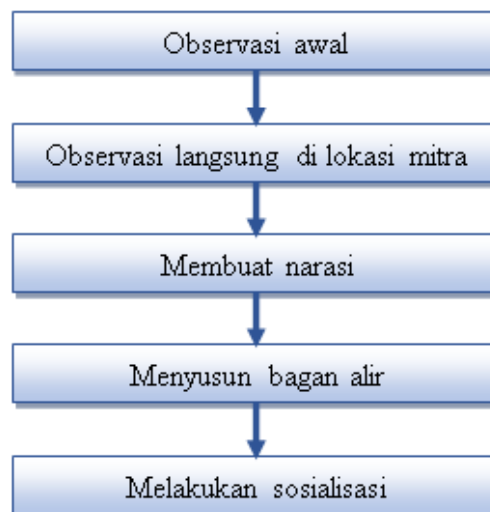 Observasi awal
Observasi langsung di lokasi mitra
Membuat narasi
Menyusun bagan alir
Melakukan sosialisasi